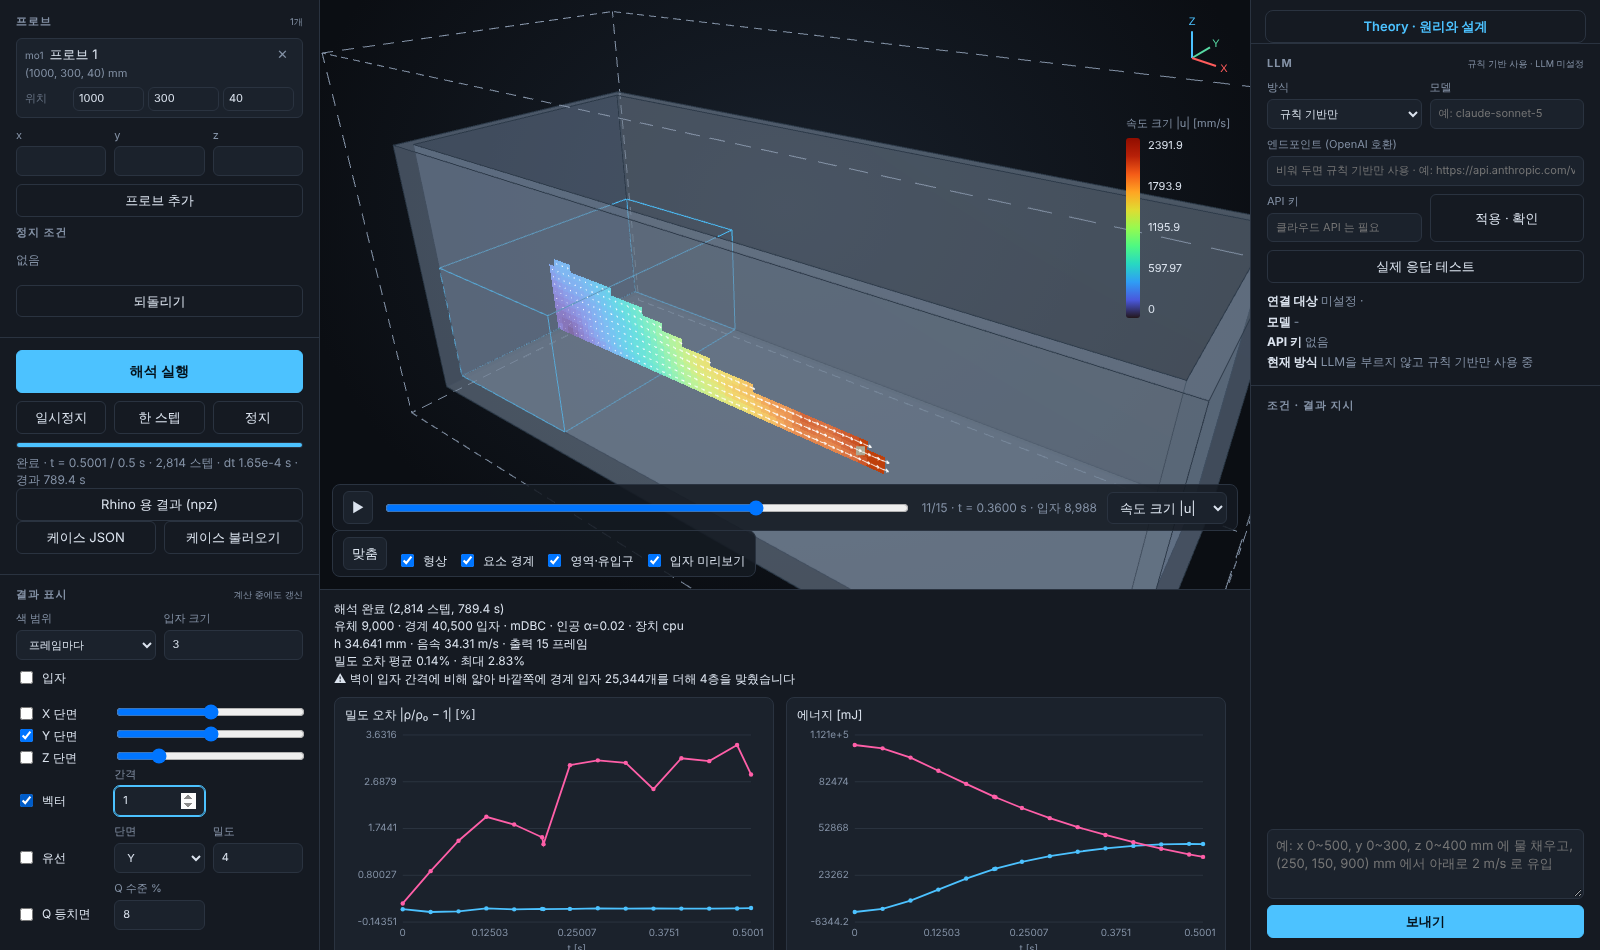 프로브
1개
mo1 프로브 1 ✕
(1000, 300, 40) mm
위치 1000 300 40
x y z
프로브 추가
정지 조건
없음
되돌리기
해석 실행
일시정지 한 스텝 정지
완료 · t = 0.5001 / 0.5 s · 2,814 스텝 · dt 1.65e-4 s ·
경과 789.4 s
Rhino 용 결과 (npz)
케이스 JSON 케이스 불러오기
결과 표시 계산 중에도 갱신
색 범위 입자 크기
프레임마다 3
입자
X 단면
Y 단면
Z 단면
간격
벡터 1
단면 밀도
유선 Y 4
Q 수준 %
Q 등치면 8
Z
Y
X
속도 크기 |u| [mm/s]
2391.9
1793.9
1195.9
597.97
0
11/15 · t = 0.3600 s · 입자 8,988 속도 크기 |u|
맞춤 형상 요소 경계 영역·유입구 입자 미리보기
해석 완료 (2,814 스텝, 789.4 s)
유체 9,000 · 경계 40,500 입자 · mDBC · 인공 α=0.02 · 장치 cpu
h 34.641 mm · 음속 34.31 m/s · 출력 15 프레임
밀도 오차 평균 0.14% · 최대 2.83%
⚠ 벽이 입자 간격에 비해 얇아 바깥쪽에 경계 입자 25,344개를 더해 4층을 맞췄습니다
밀도 오차 |ρ/ρ₀ − 1| [%]
3.6316
2.6879
1.7441
0.80027
-0.14351
0 0.12503 0.25007 0.3751 0.5001
t [s]
에너지 [mJ]
1.121e+5
82474
52868
23262
-6344.2
0 0.12503 0.25007 0.3751 0.5001
t [s]
Theory · 원리와 설계
LLM 규칙 기반 사용 · LLM 미설정
방식 모델
규칙 기반만 예: claude-sonnet-5
엔드포인트 (OpenAI 호환)
비워 두면 규칙 기반만 사용 · 예: https://api.anthropic.com/v
API 키
클라우드 API 는 필요 적용 · 확인
실제 응답 테스트
연결 대상 미설정 ·
모델 -
API 키 없음
현재 방식 LLM을 부르지 않고 규칙 기반만 사용 중
조건 · 결과 지시
예: x 0~500, y 0~300, z 0~400 mm 에 물 채우고,
(250, 150, 900) mm 에서 아래로 2 m/s 로 유입
보내기